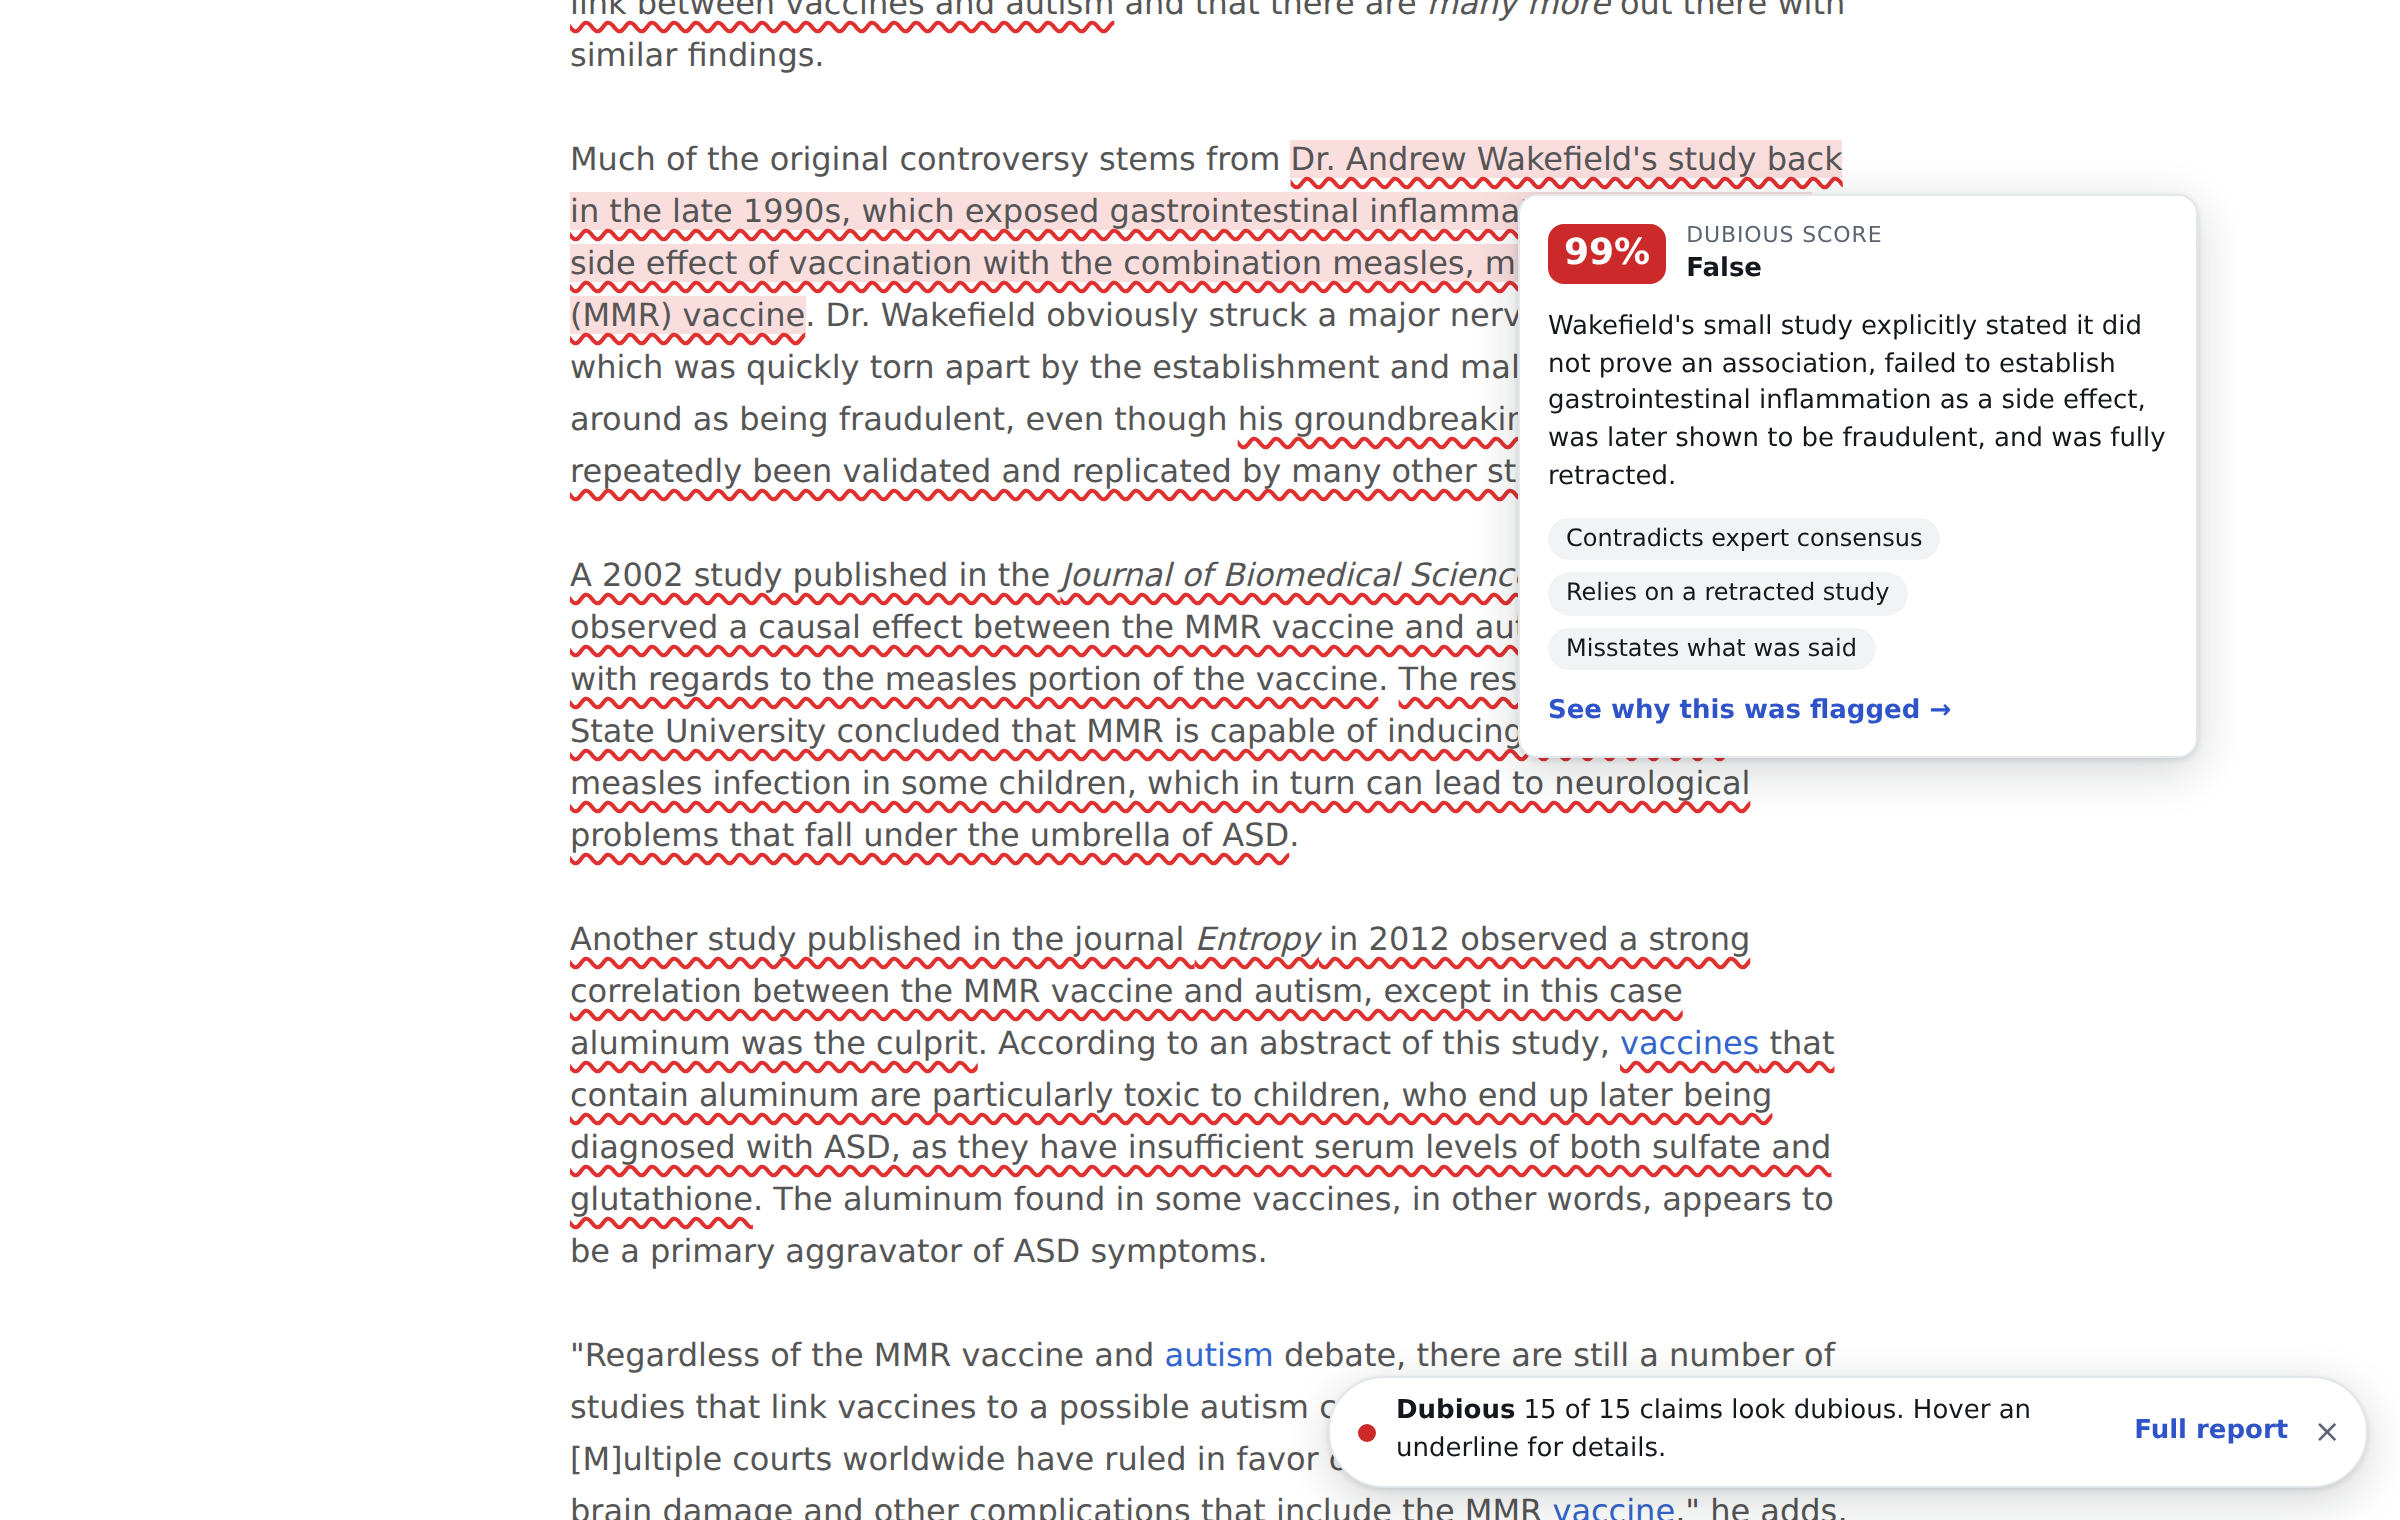 link between vaccines and autism and that there are many more out there with
similar findings.
Much of the original controversy stems from Dr. Andrew Wakefield's study back
in the late 1990s, which exposed gastrointestinal
side effect of vaccination with the combination measles,
(MMR) vaccine. Dr. Wakefield obviously struck a major
which was quickly torn apart by the establishment and
around as being fraudulent, even though his
repeatedly been validated and replicated by many other
A 2002 study published in the Journal of Biomedical
observed a causal effect between the MMR vaccine and
with regards to the measles portion of the vaccine. The
State University concluded that MMR is capable of inducing
measles infection in some children, which in turn can lead to neurological
problems that fall under the umbrella of ASD.
Another study published in the journal Entropy in 2012 observed a strong
correlation between the MMR vaccine and autism, except in this case
aluminum was the culprit. According to an abstract of this study, vaccines that
contain aluminum are particularly toxic to children, who end up later being
diagnosed with ASD, as they have insufficient serum levels of both sulfate and
glutathione. The aluminum found in some vaccines, in other words, appears to
be a primary aggravator of ASD symptoms.
"Regardless of the MMR vaccine and autism debate, there are still a number of
studies that link vaccines to a possible autism
[M]ultiple courts worldwide have ruled in favor
brain damage and other complications that include the MMR vaccine," he adds.
99%
DUBIOUS SCORE
False
Wakefield's small study explicitly stated it did
not prove an association, failed to establish
gastrointestinal inflammation as a side effect,
was later shown to be fraudulent, and was fully
retracted.
Contradicts expert consensus
Relies on a retracted study
Misstates what was said
See why this was flagged →
Dubious 15 of 15 claims look dubious. Hover an
underline for details.
Full report ×